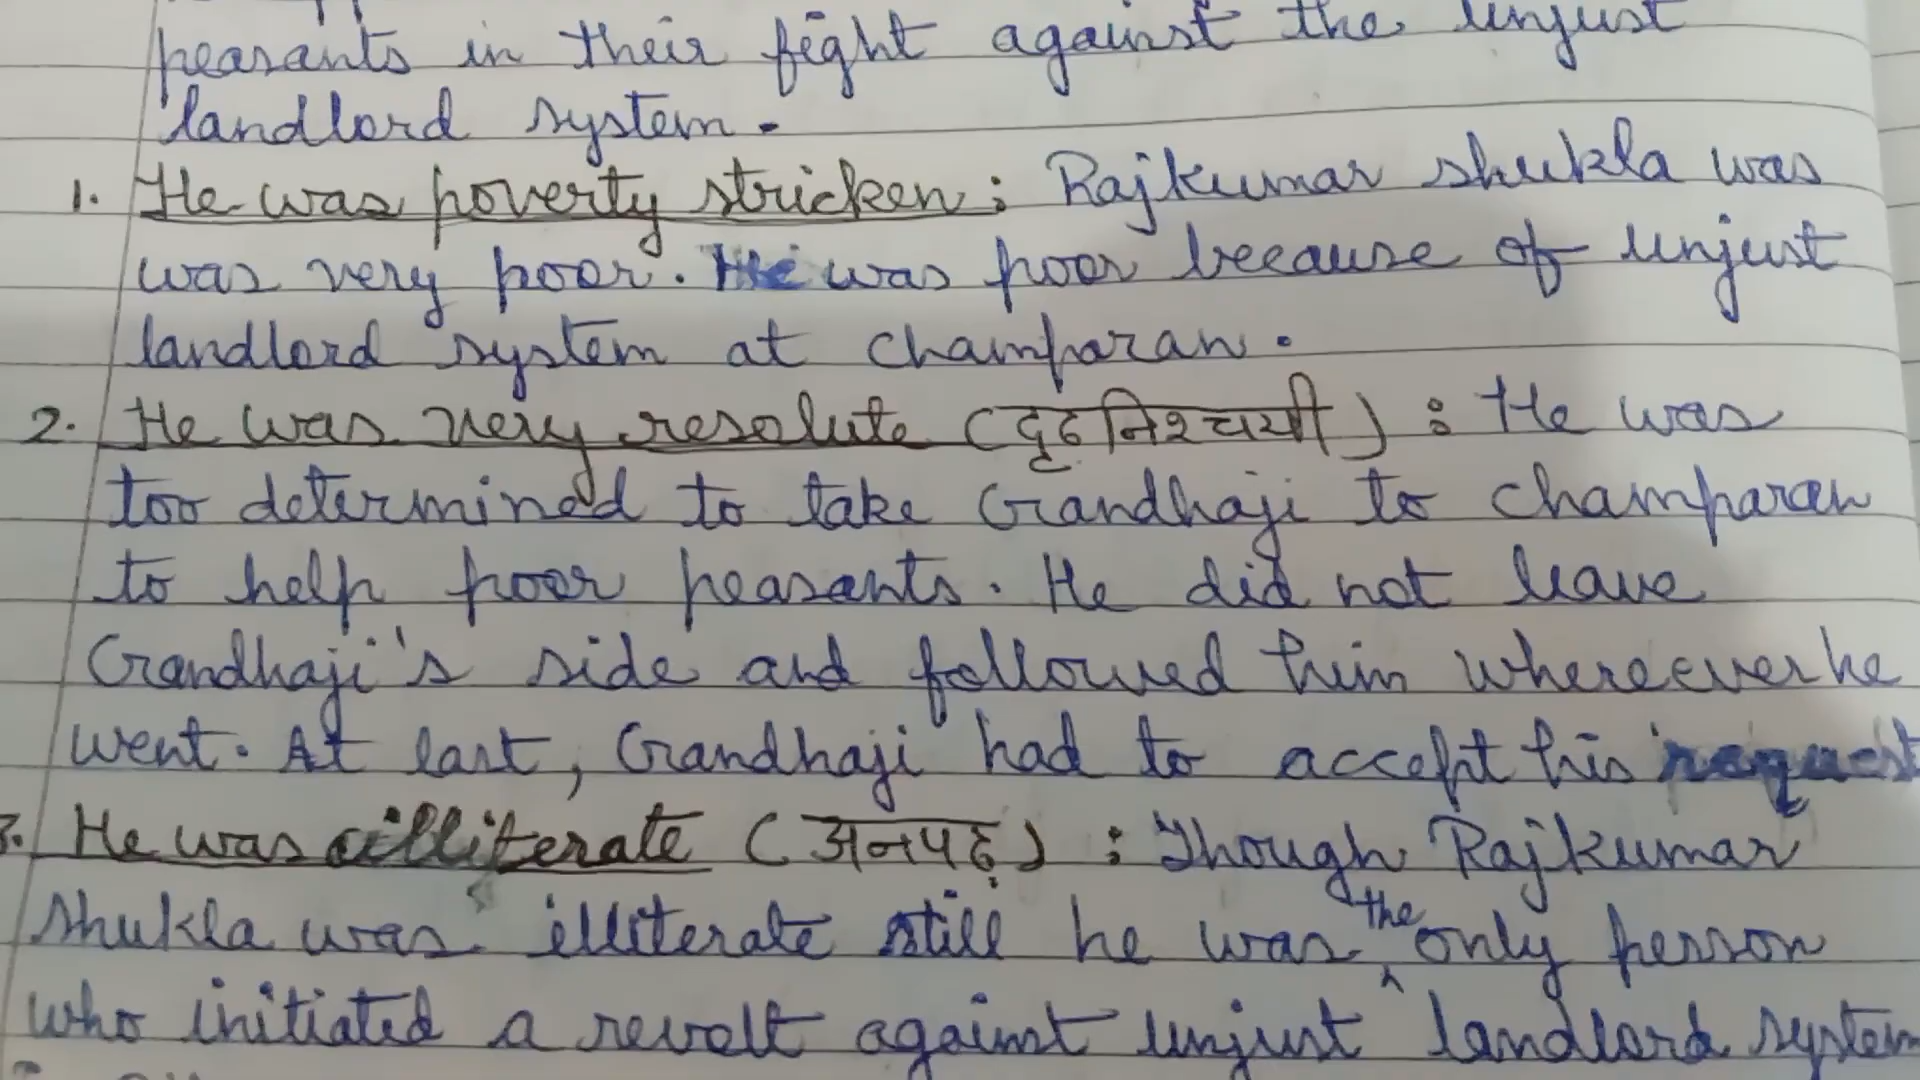 peasants in their fight against the unjust
landlord system.
1. He was poverty stricken : Rajkumar shukla was
was very poor. He was poor because of unjust
landlord system at champaran.
2. He was very resolute (दृढ़ निश्चयी) : He was
too determined to take Gandhaji to champaran
to help poor peasants. He did not leave
Gandhaji's side and followed him whereever he
went. At last, Gandhaji had to accept his request
3. He was illiterate (अनपढ़) : Though Rajkumar
shukla was illiterate still he was the only person
who initiated a revolt against unjust landlord system